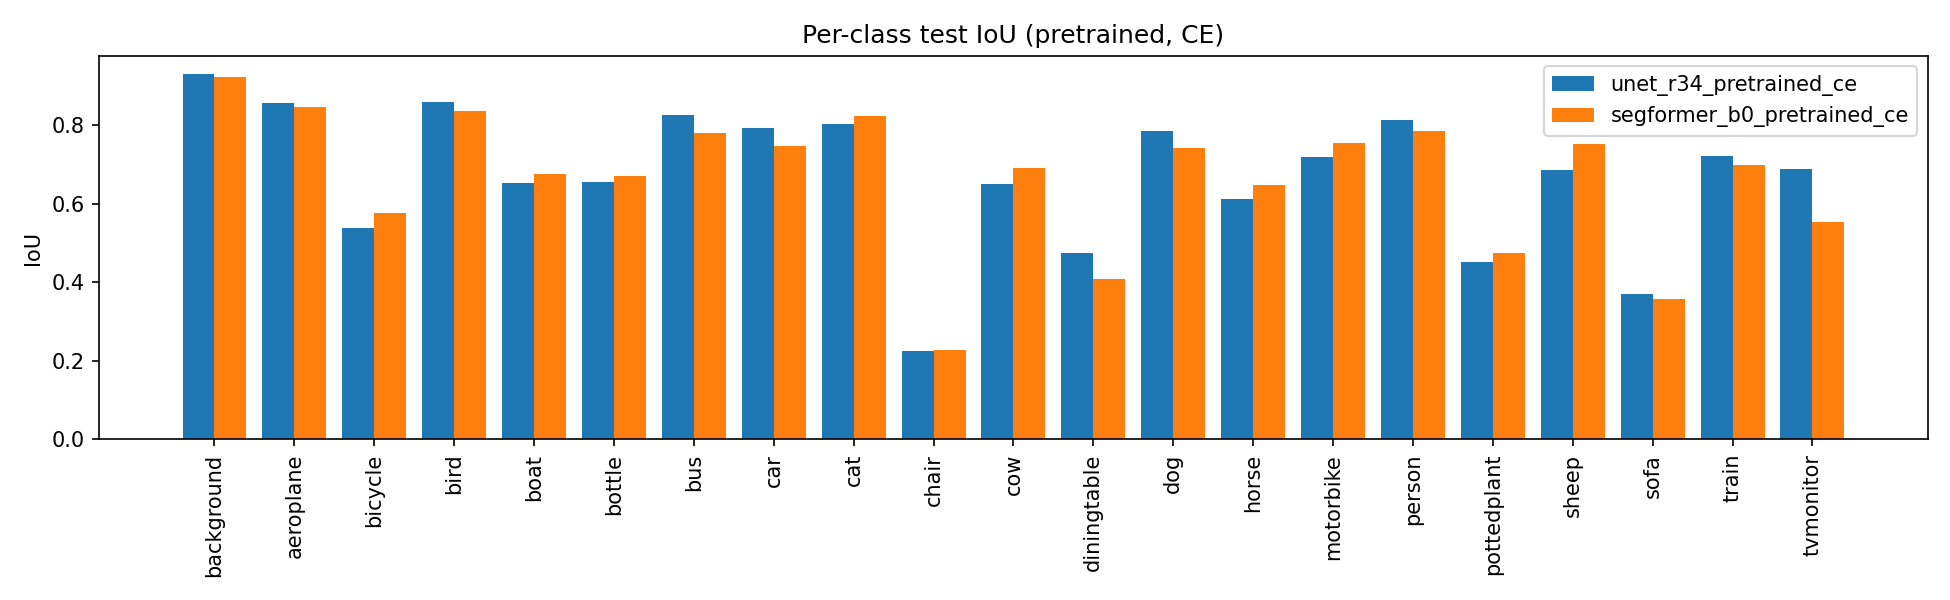 Per-class test IoU (pretrained, CE)
unet_r34_pretrained_ce
segformer_b0_pretrained_ce
IoU
0.8
0.6
0.4
0.2
0.0
background
aeroplane
bicycle
bird
boat
bottle
bus
car
cat
chair
cow
diningtable
dog
horse
motorbike
person
pottedplant
sheep
sofa
train
tvmonitor